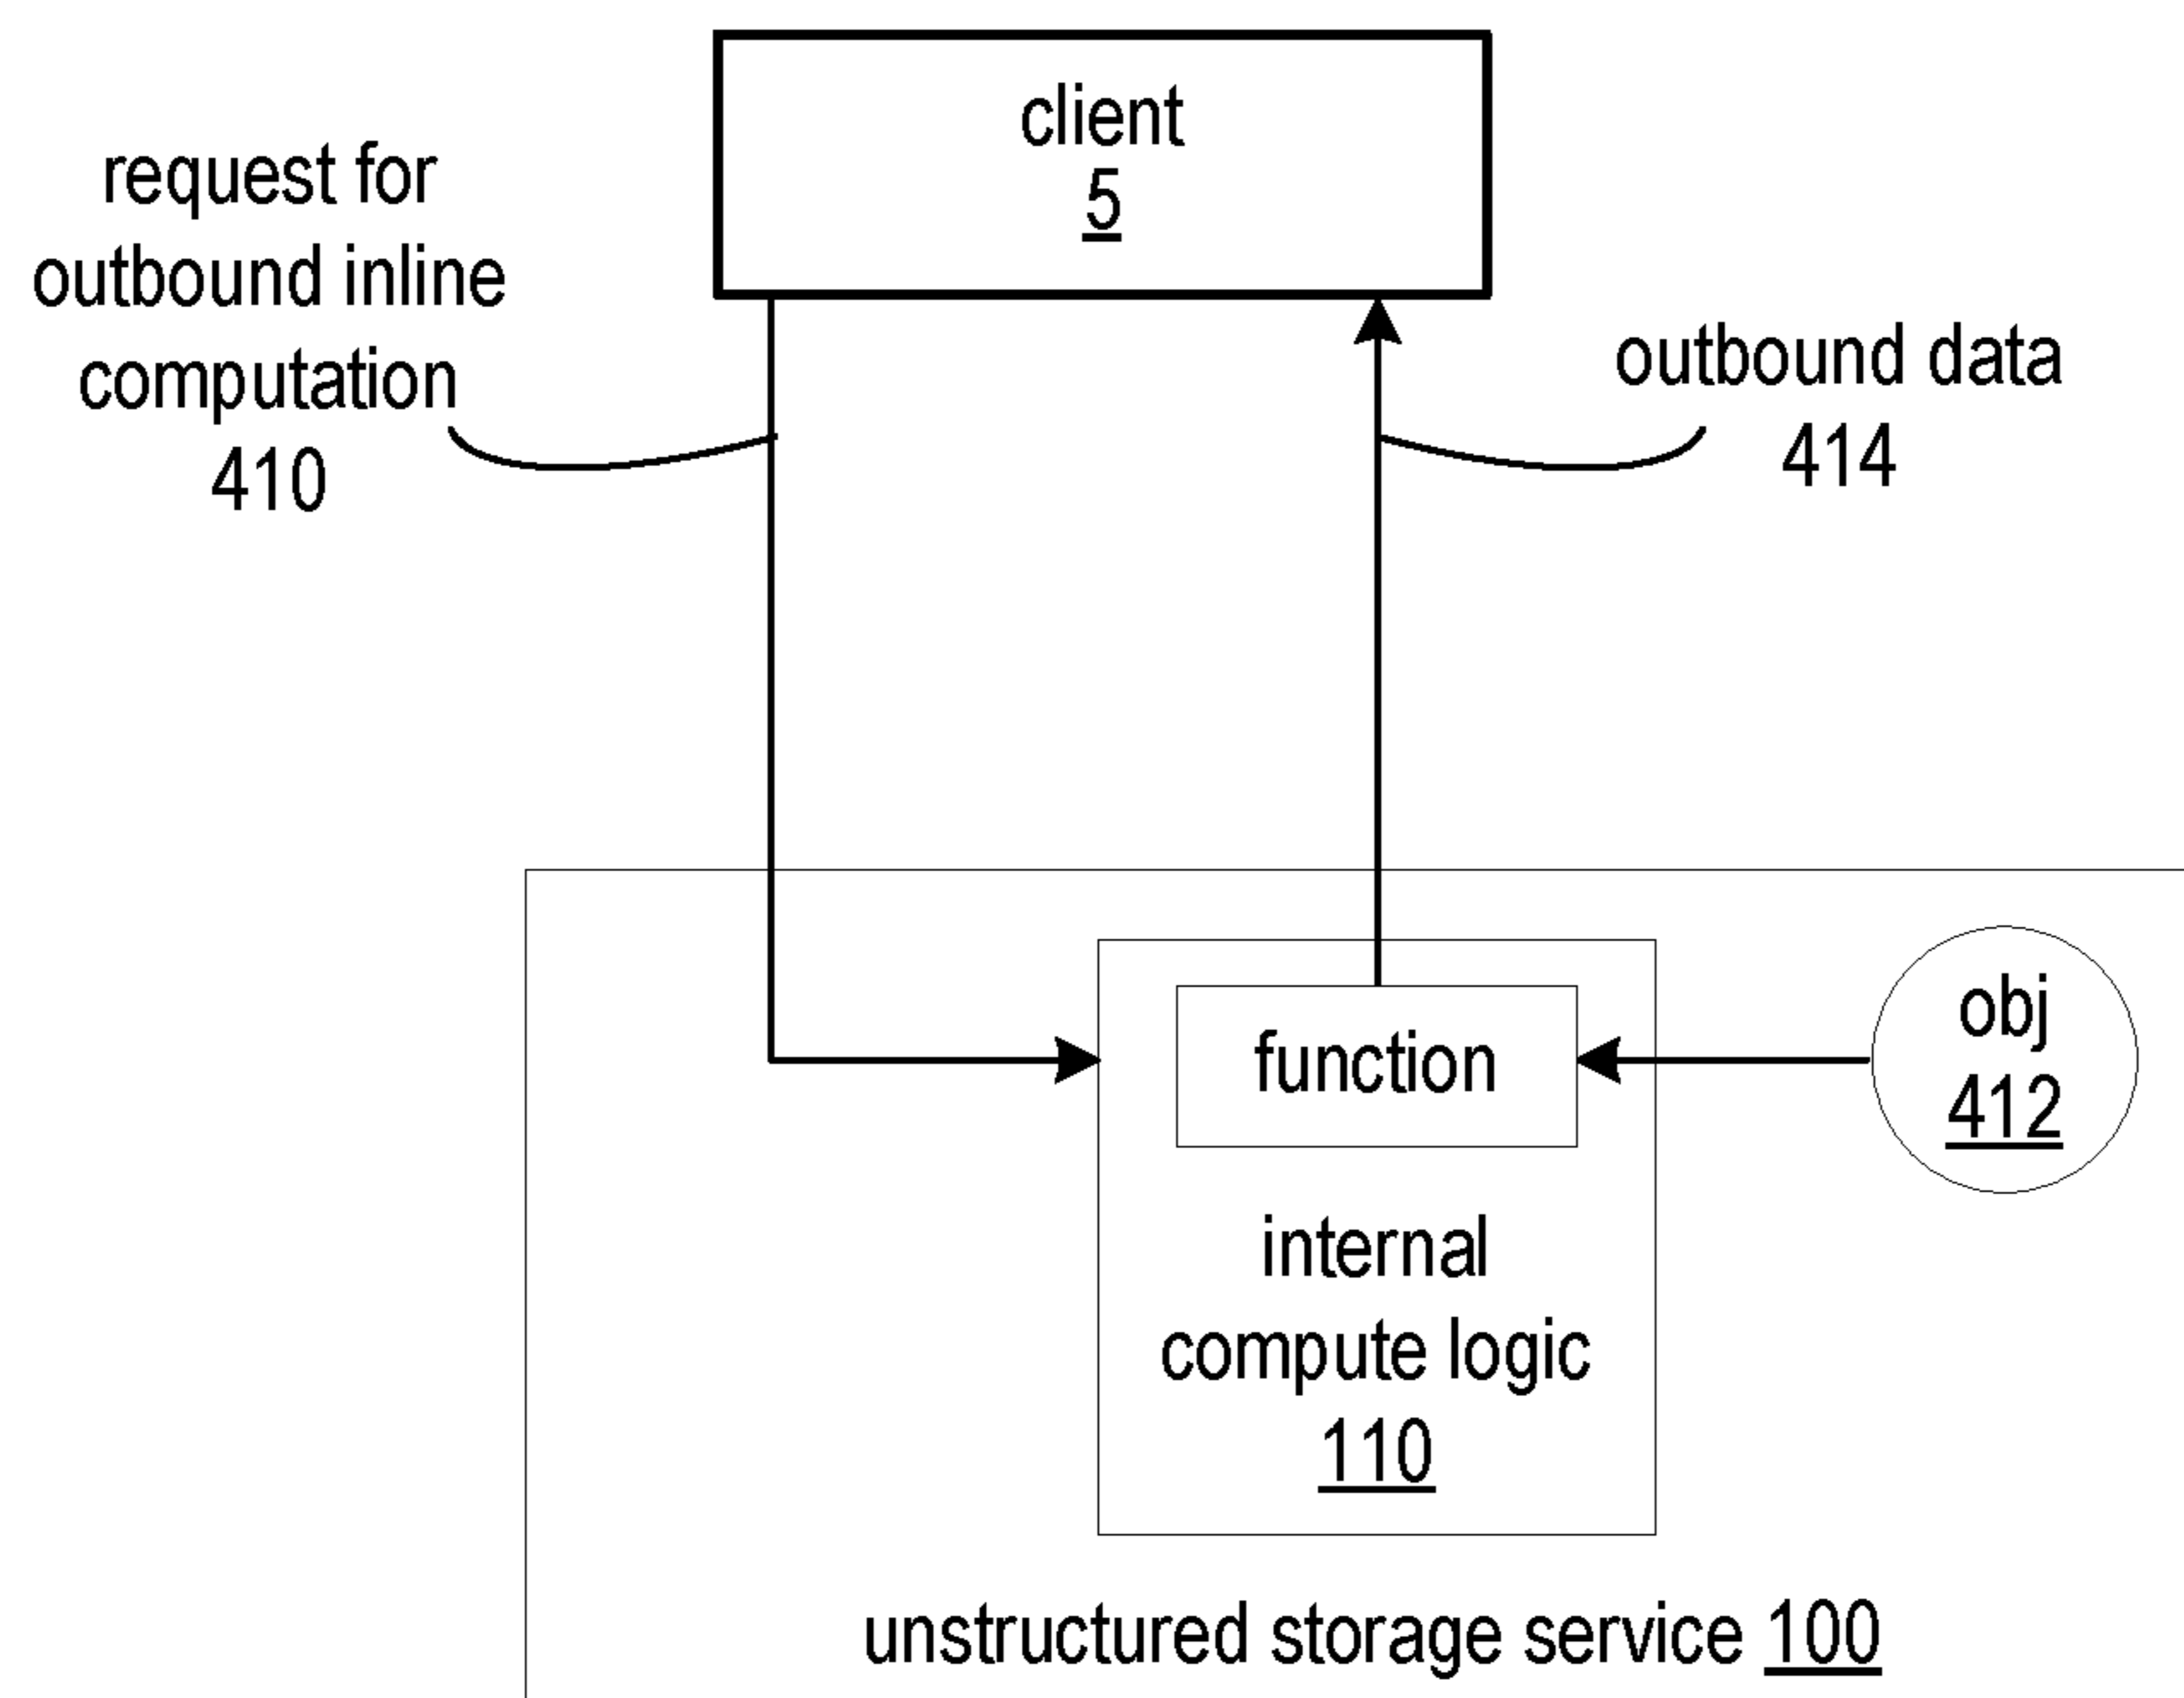 client
5
request for
outbound inline
computation
410
outbound data
414
function
obj
412
internal
compute logic
110
unstructured storage service 100